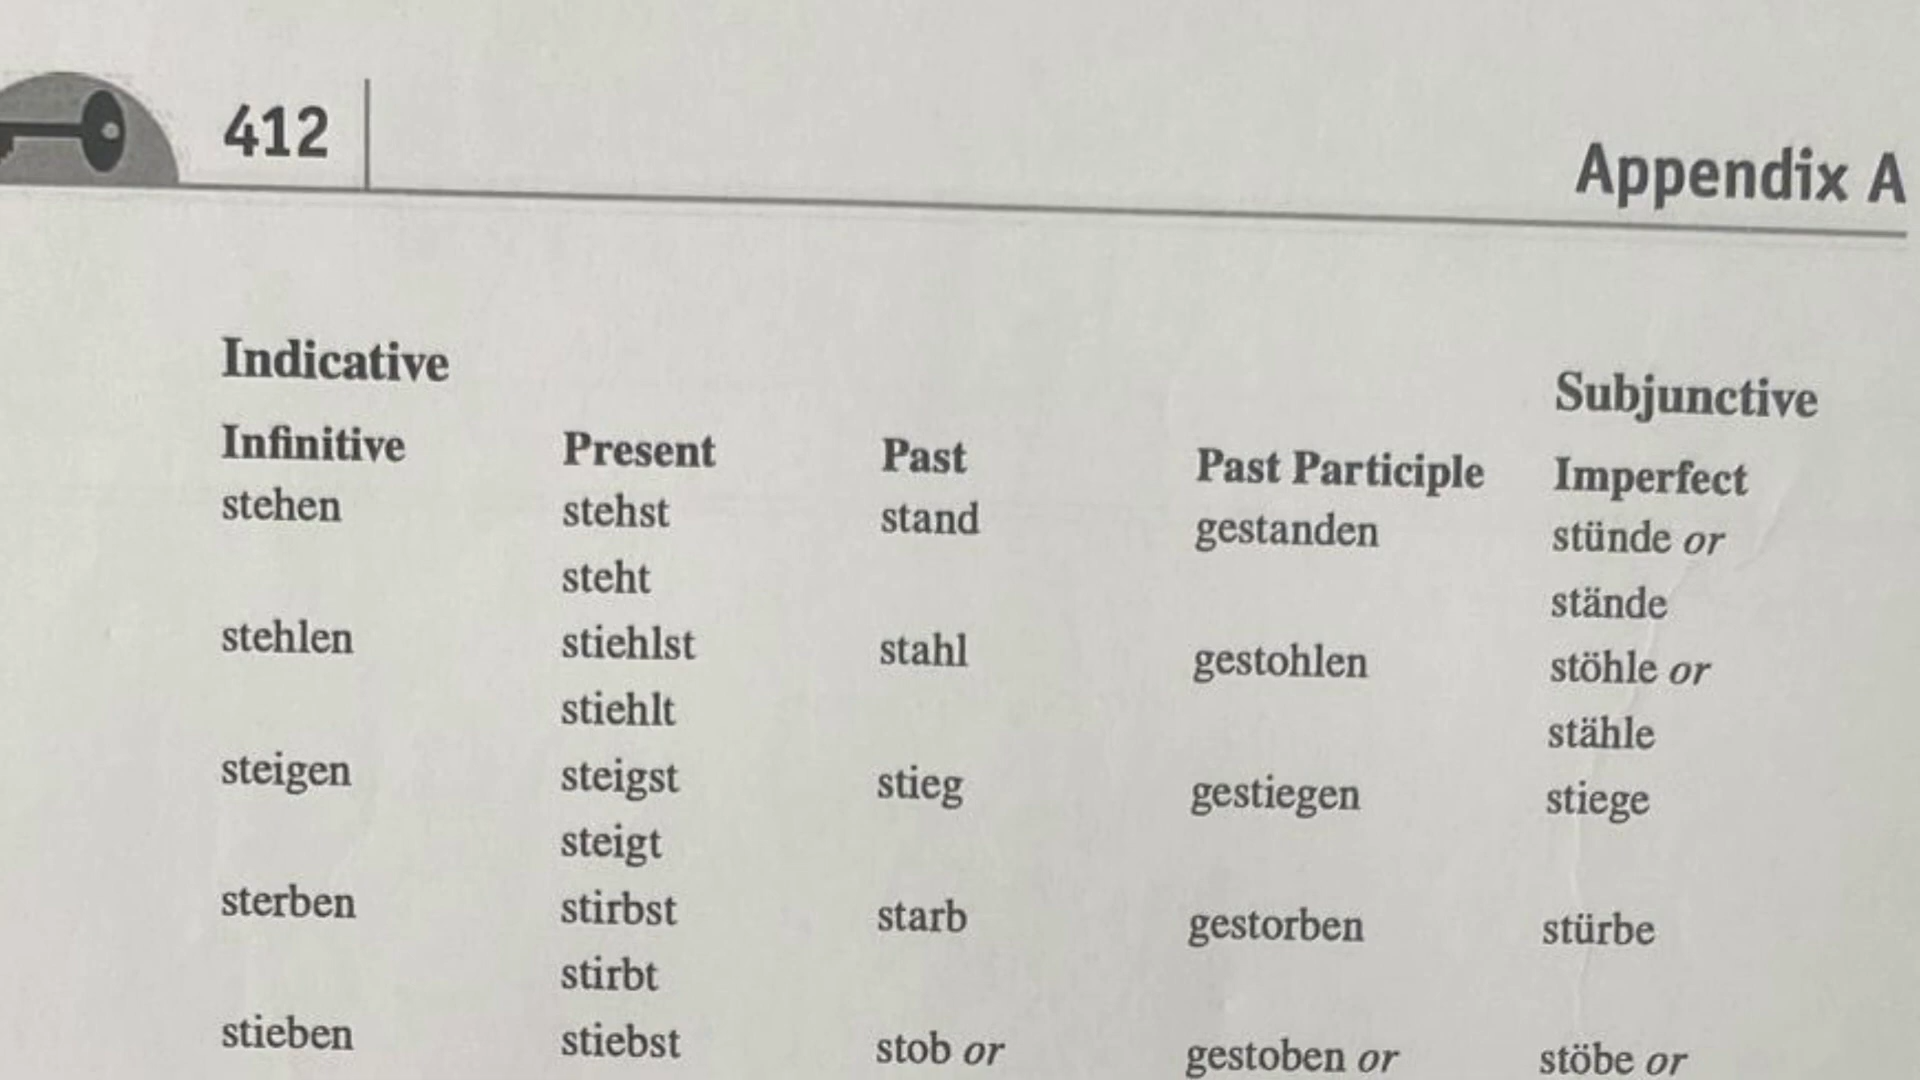 412
Appendix A
Indicative Subjunctive
Infinitive Present Past Past Participle Imperfect
stehen stehst stand gestanden stünde or
steht stände
stehlen stiehlst stahl gestohlen stöhle or
stiehlt stähle
steigen steigst stieg gestiegen stiege
steigt
sterben stirbst starb gestorben stürbe
stirbt
stieben stiebst stob or gestoben or stöbe or